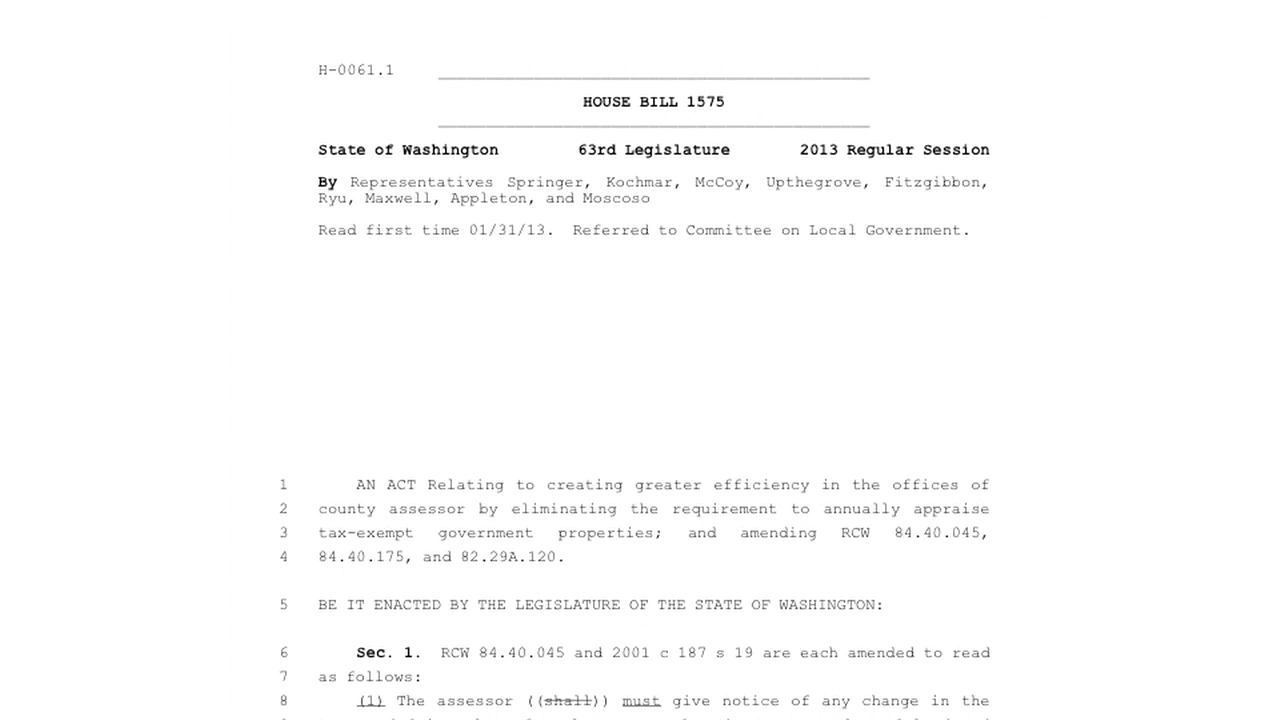 H-0061.1
HOUSE BILL 1575
State of Washington 63rd Legislature 2013 Regular Session
By Representatives Springer, Kochmar, McCoy, Upthegrove, Fitzgibbon,
Ryu, Maxwell, Appleton, and Moscoso
Read first time 01/31/13. Referred to Committee on Local Government.
1 AN ACT Relating to creating greater efficiency in the offices of
2 county assessor by eliminating the requirement to annually appraise
3 tax-exempt government properties; and amending RCW 84.40.045,
4 84.40.175, and 82.29A.120.
5 BE IT ENACTED BY THE LEGISLATURE OF THE STATE OF WASHINGTON:
6 Sec. 1. RCW 84.40.045 and 2001 c 187 s 19 are each amended to read
7 as follows:
8 (1) The assessor ((shall)) must give notice of any change in the